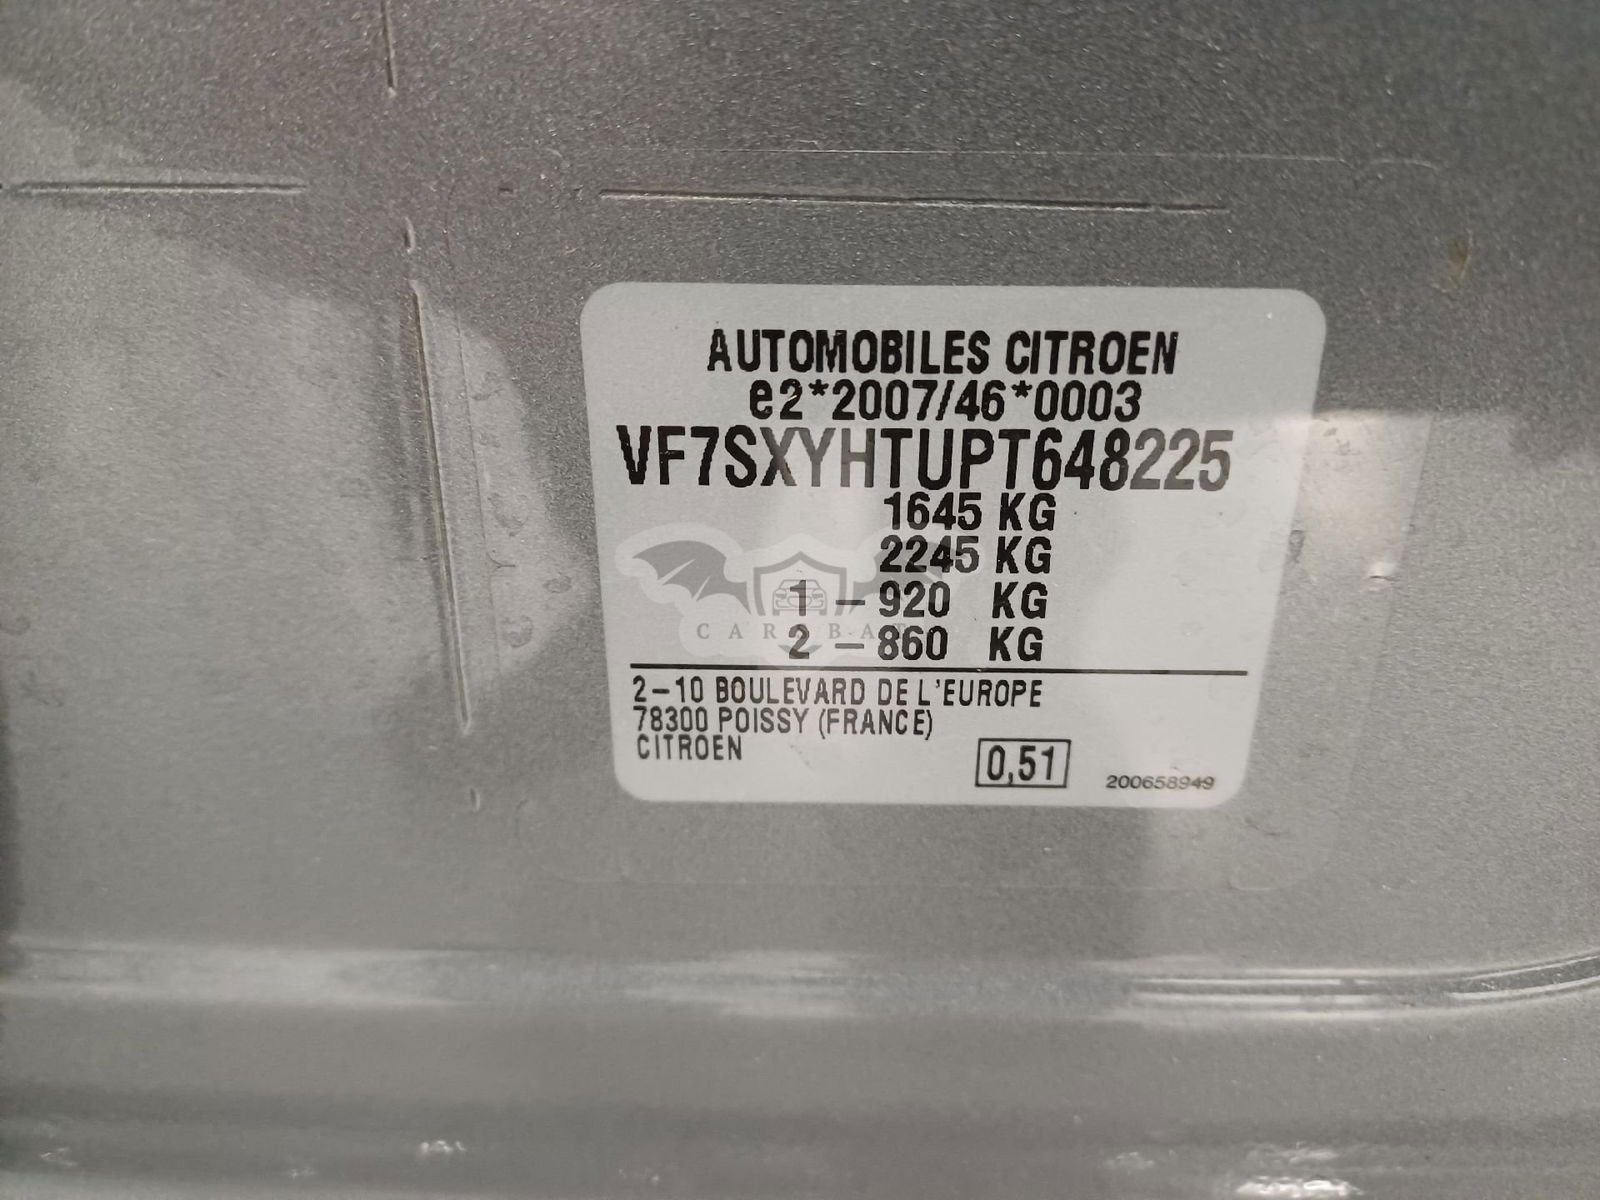 AUTOMOBILES CITROEN
e2*2007/46*0003
VF7SXYHTUPT648225
1645 KG
2245 KG
1 – 920 KG
2 – 860 KG
CARSBAT
2–10 BOULEVARD DE L'EUROPE
78300 POISSY (FRANCE)
CITROEN
0,51
200658949